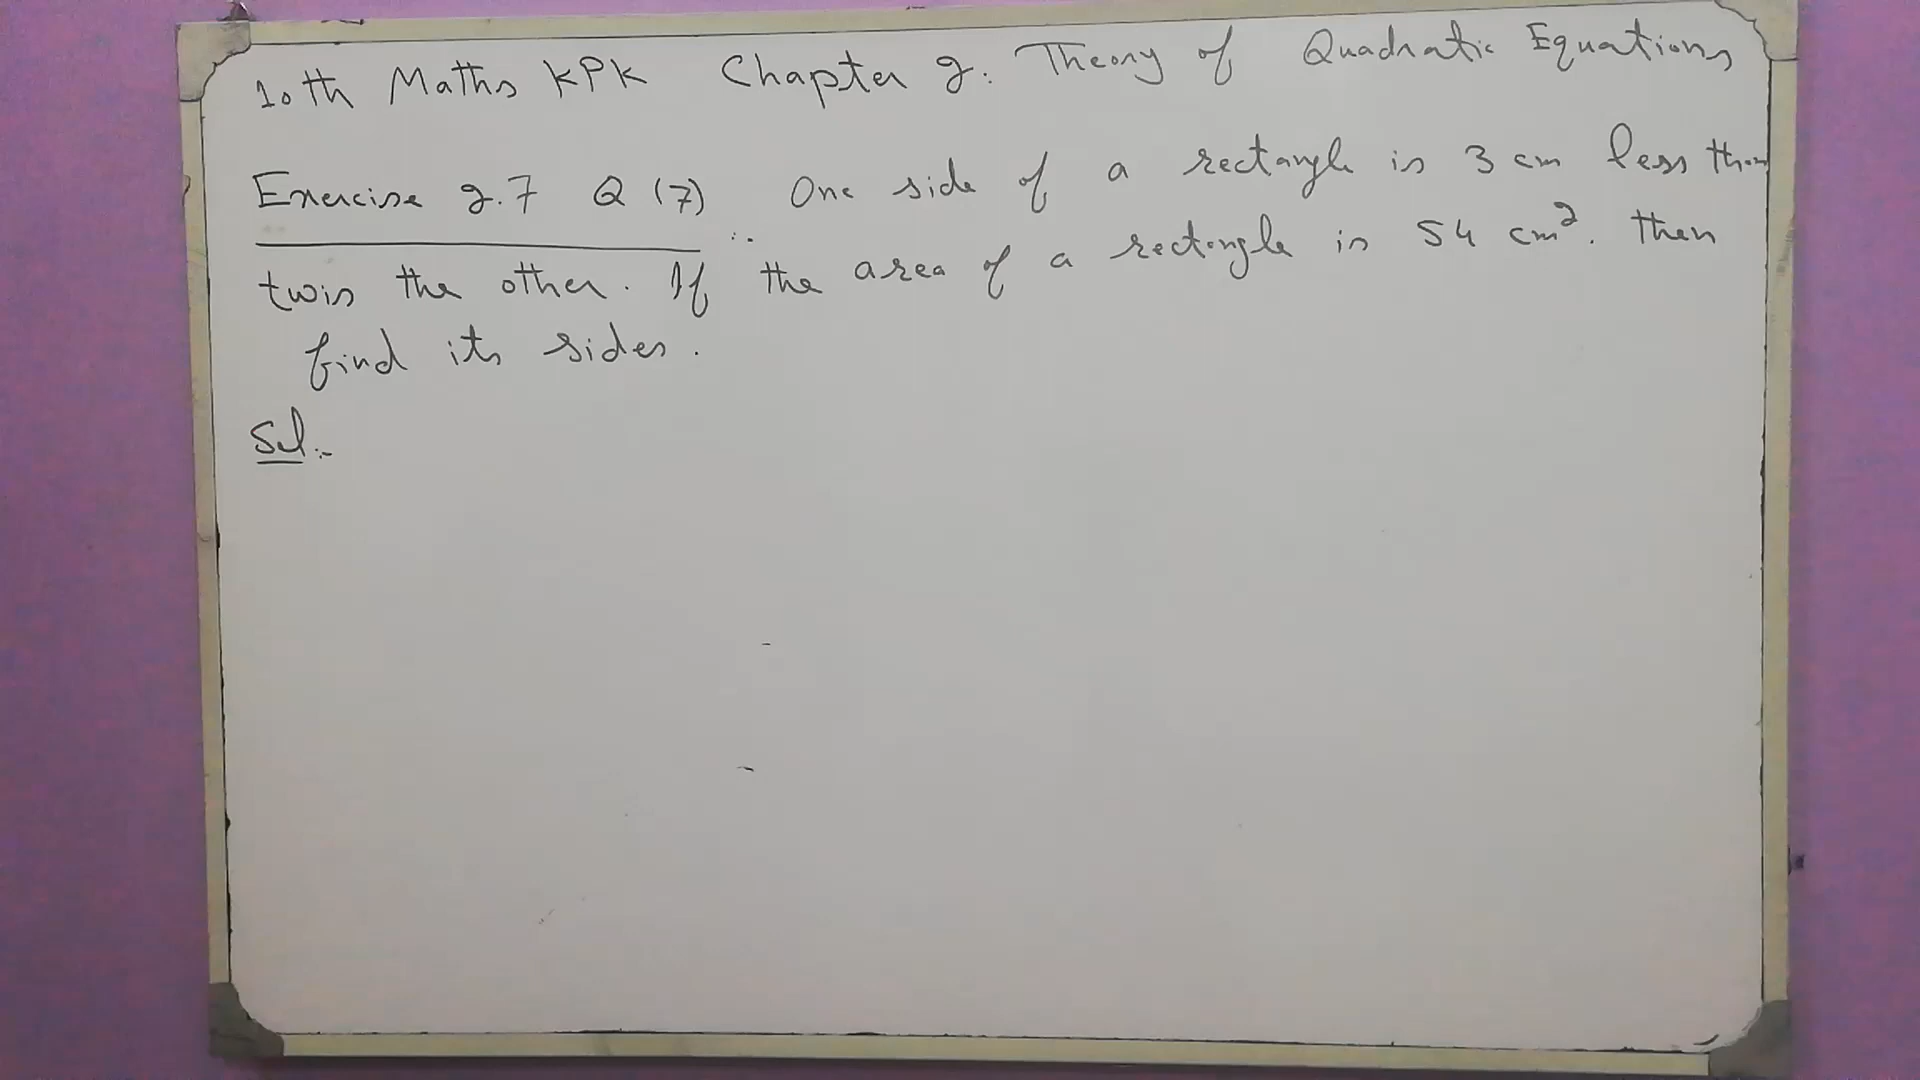 10th Maths KPK Chapter 2: Theory of Quadratic Equations
Exercise 2.7 Q (7) One side of a rectangle is 3 cm less than
twis the other. If the area of a rectangle is 54 cm². Then
find its sides.
Sol:-